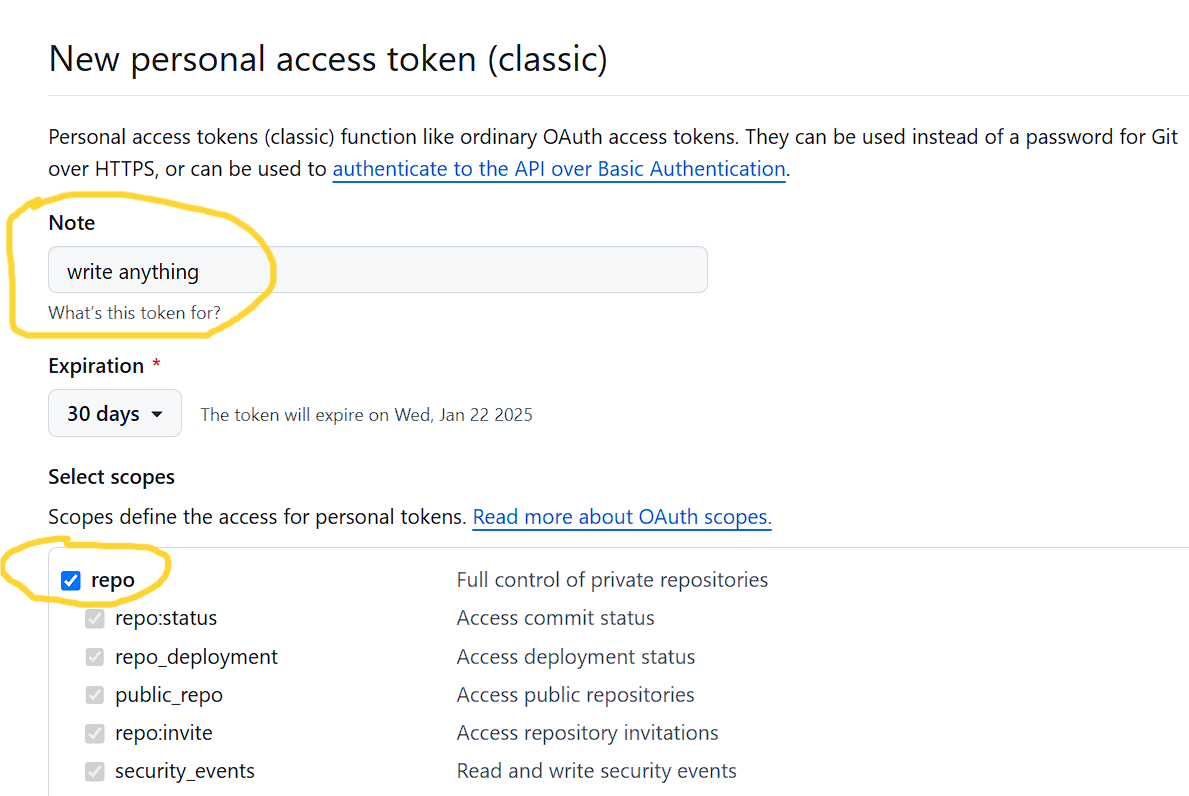 New personal access token (classic)
Personal access tokens (classic) function like ordinary OAuth access tokens. They can be used instead of a password for Git
over HTTPS, or can be used to authenticate to the API over Basic Authentication.
Note
write anything
What's this token for?
Expiration *
30 days The token will expire on Wed, Jan 22 2025
Select scopes
Scopes define the access for personal tokens. Read more about OAuth scopes.
repo Full control of private repositories
repo:status Access commit status
repo_deployment Access deployment status
public_repo Access public repositories
repo:invite Access repository invitations
security_events Read and write security events